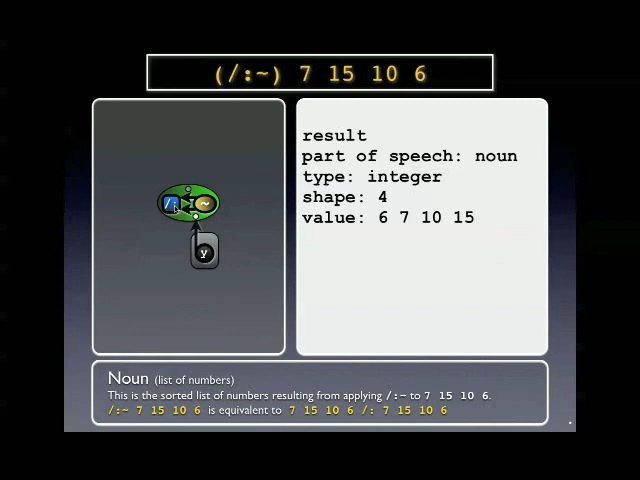 (/:~) 7 15 10 6
result
part of speech: noun
type: integer
shape: 4
value: 6 7 10 15
/:
~
y
Noun (list of numbers)
This is the sorted list of numbers resulting from applying /:~ to 7 15 10 6.
/:~ 7 15 10 6 is equivalent to 7 15 10 6 /: 7 15 10 6